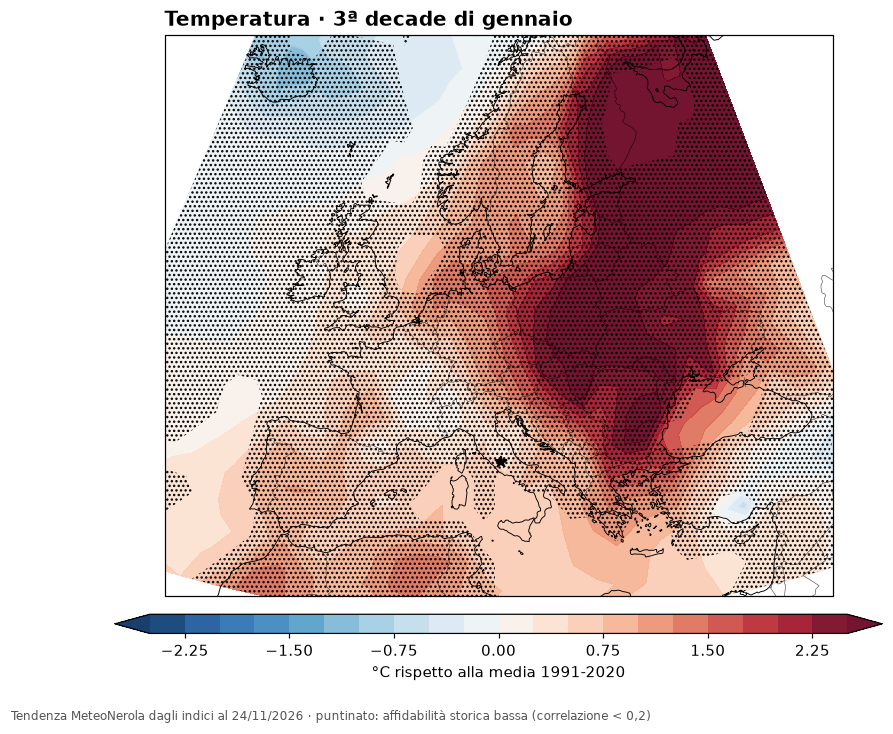 Temperatura · 3ª decade di gennaio
−2.25 −1.50 −0.75 0.00 0.75 1.50 2.25
°C rispetto alla media 1991-2020
Tendenza MeteoNerola dagli indici al 24/11/2026 · puntinato: affidabilità storica bassa (correlazione < 0,2)